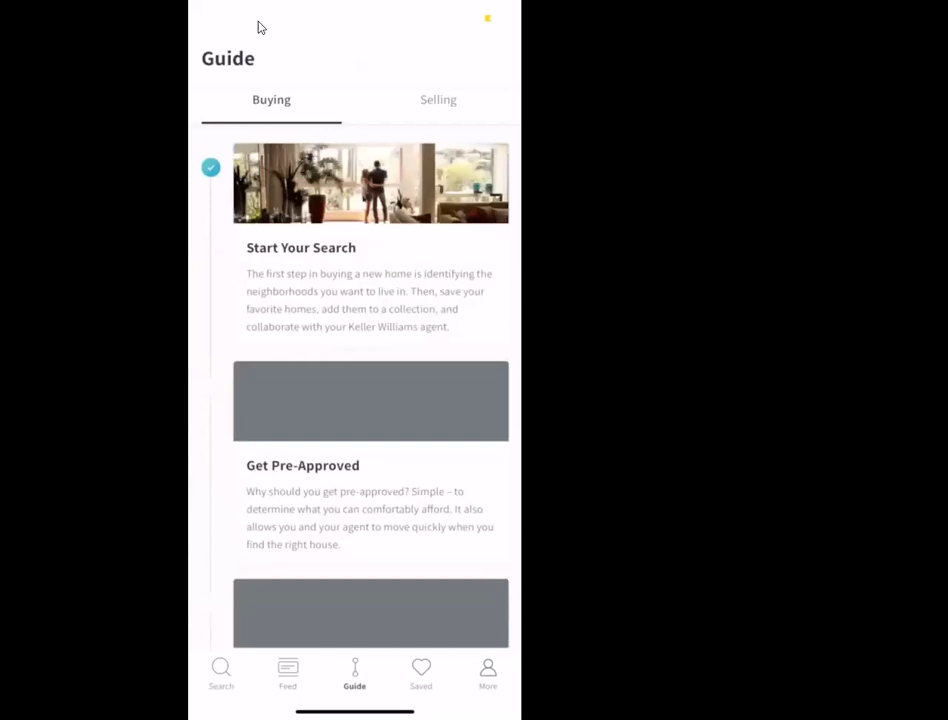 Guide
Buying
Selling
Start Your Search
The first step in buying a new home is identifying the
neighborhoods you want to live in. Then, save your
favorite homes, add them to a collection, and
collaborate with your Keller Williams agent.
Get Pre-Approved
Why should you get pre-approved? Simple – to
determine what you can comfortably afford. It also
allows you and your agent to move quickly when you
find the right house.
Search
Feed
Guide
Saved
More